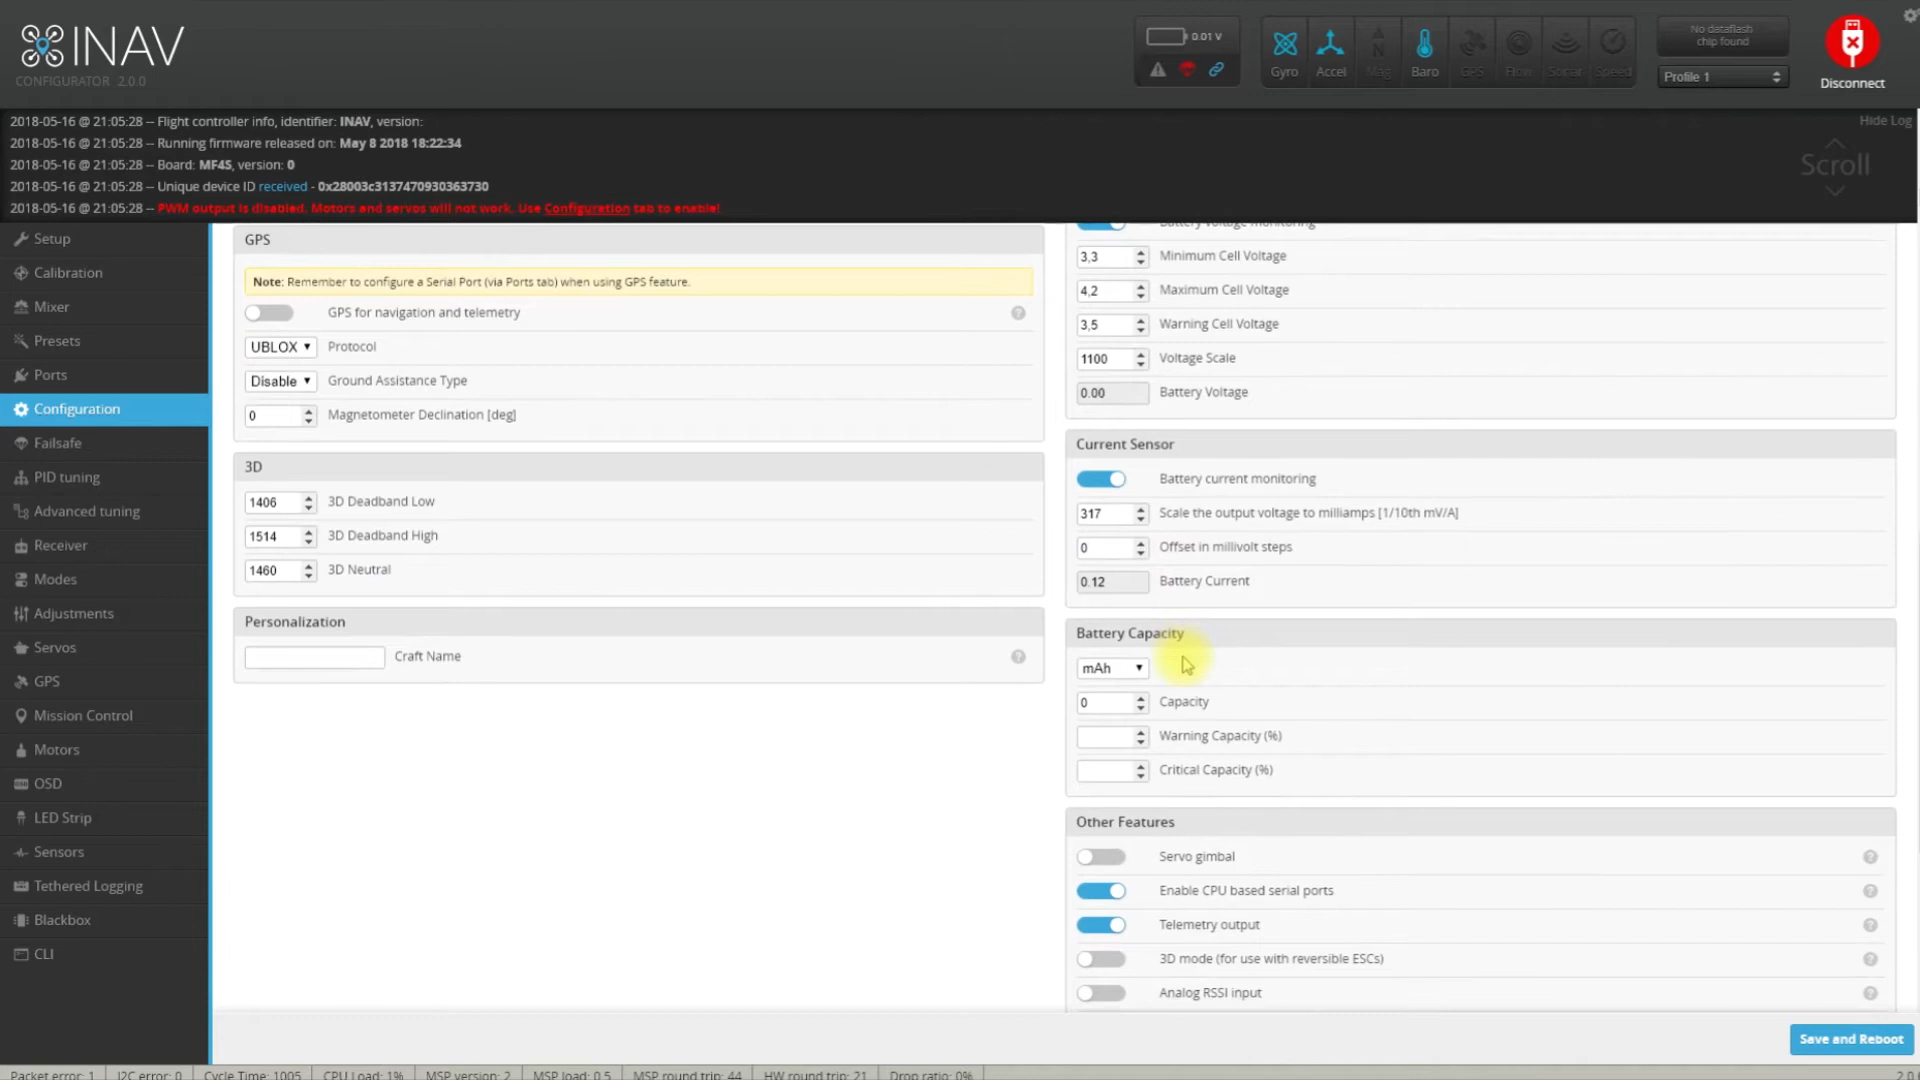 INAV
CONFIGURATOR 2.0.0
0.01 V
Gyro
Accel
Mag
Baro
GPS
Flow
Sonar
Speed
No dataflash
chip found
Profile 1
Disconnect
2018-05-16 @ 21:05:28 -- Flight controller info, identifier: INAV, version:
2018-05-16 @ 21:05:28 -- Running firmware released on: May 8 2018 18:22:34
2018-05-16 @ 21:05:28 -- Board: MF4S, version: 0
2018-05-16 @ 21:05:28 -- Unique device ID received - 0x28003c3137470930363730
2018-05-16 @ 21:05:28 -- PWM output is disabled. Motors and servos will not work. Use Configuration tab to enable!
Hide Log
Scroll
Setup
Calibration
Mixer
Presets
Ports
Configuration
Failsafe
PID tuning
Advanced tuning
Receiver
Modes
Adjustments
Servos
GPS
Mission Control
Motors
OSD
LED Strip
Sensors
Tethered Logging
Blackbox
CLI
GPS
Note: Remember to configure a Serial Port (via Ports tab) when using GPS feature.
GPS for navigation and telemetry
UBLOX Protocol
Disable Ground Assistance Type
0 Magnetometer Declination [deg]
3D
1406 3D Deadband Low
1514 3D Deadband High
1460 3D Neutral
Personalization
Craft Name
Battery voltage monitoring
3,3 Minimum Cell Voltage
4,2 Maximum Cell Voltage
3,5 Warning Cell Voltage
1100 Voltage Scale
0.00 Battery Voltage
Current Sensor
Battery current monitoring
317 Scale the output voltage to milliamps [1/10th mV/A]
0 Offset in millivolt steps
0.12 Battery Current
Battery Capacity
mAh
0 Capacity
Warning Capacity (%)
Critical Capacity (%)
Other Features
Servo gimbal
Enable CPU based serial ports
Telemetry output
3D mode (for use with reversible ESCs)
Analog RSSI input
Save and Reboot
Packet error: 1 I2C error: 0 Cycle Time: 1005 CPU Load: 1% MSP version: 2 MSP load: 0.5 MSP round trip: 44 HW round trip: 21 Drop ratio: 0%